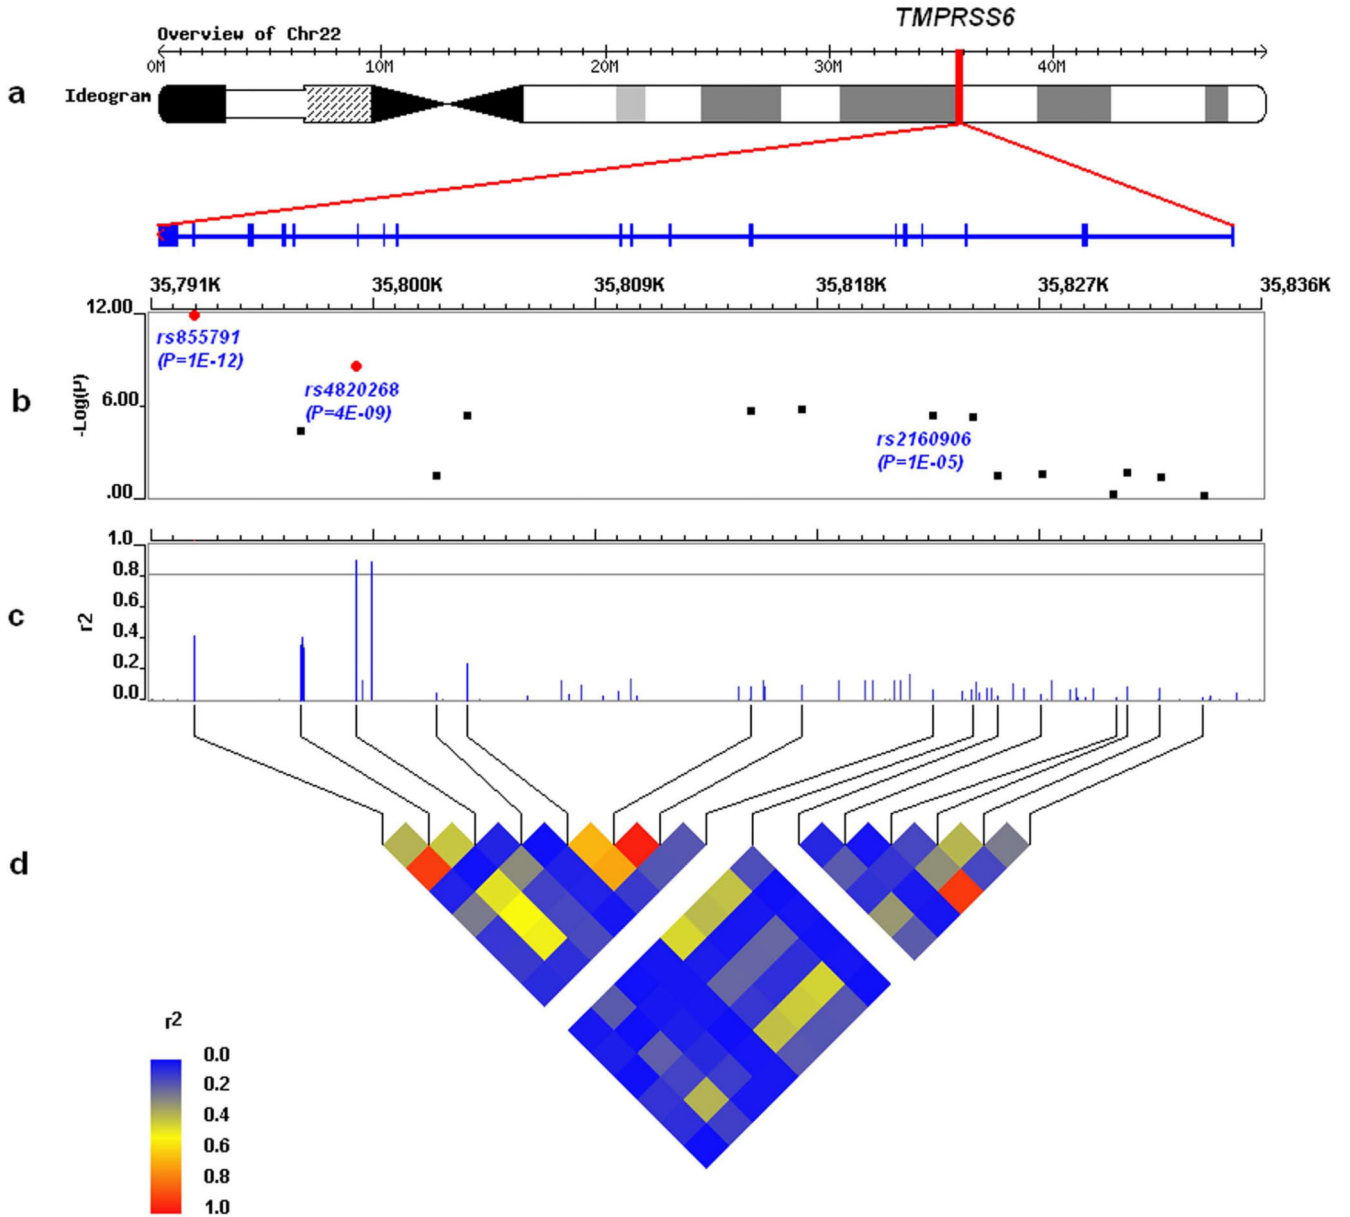 TMPRSS6
Overview of Chr22
0M 10M 20M 30M 40M
a Ideogram
35,791K 35,800K 35,809K 35,818K 35,827K 35,836K
b
-Log(P)
12.00
6.00
.00
rs855791
(P=1E-12)
rs4820268
(P=4E-09)
rs2160906
(P=1E-05)
c
r2
1.0
0.8
0.6
0.4
0.2
0.0
d
r2
0.0
0.2
0.4
0.6
0.8
1.0